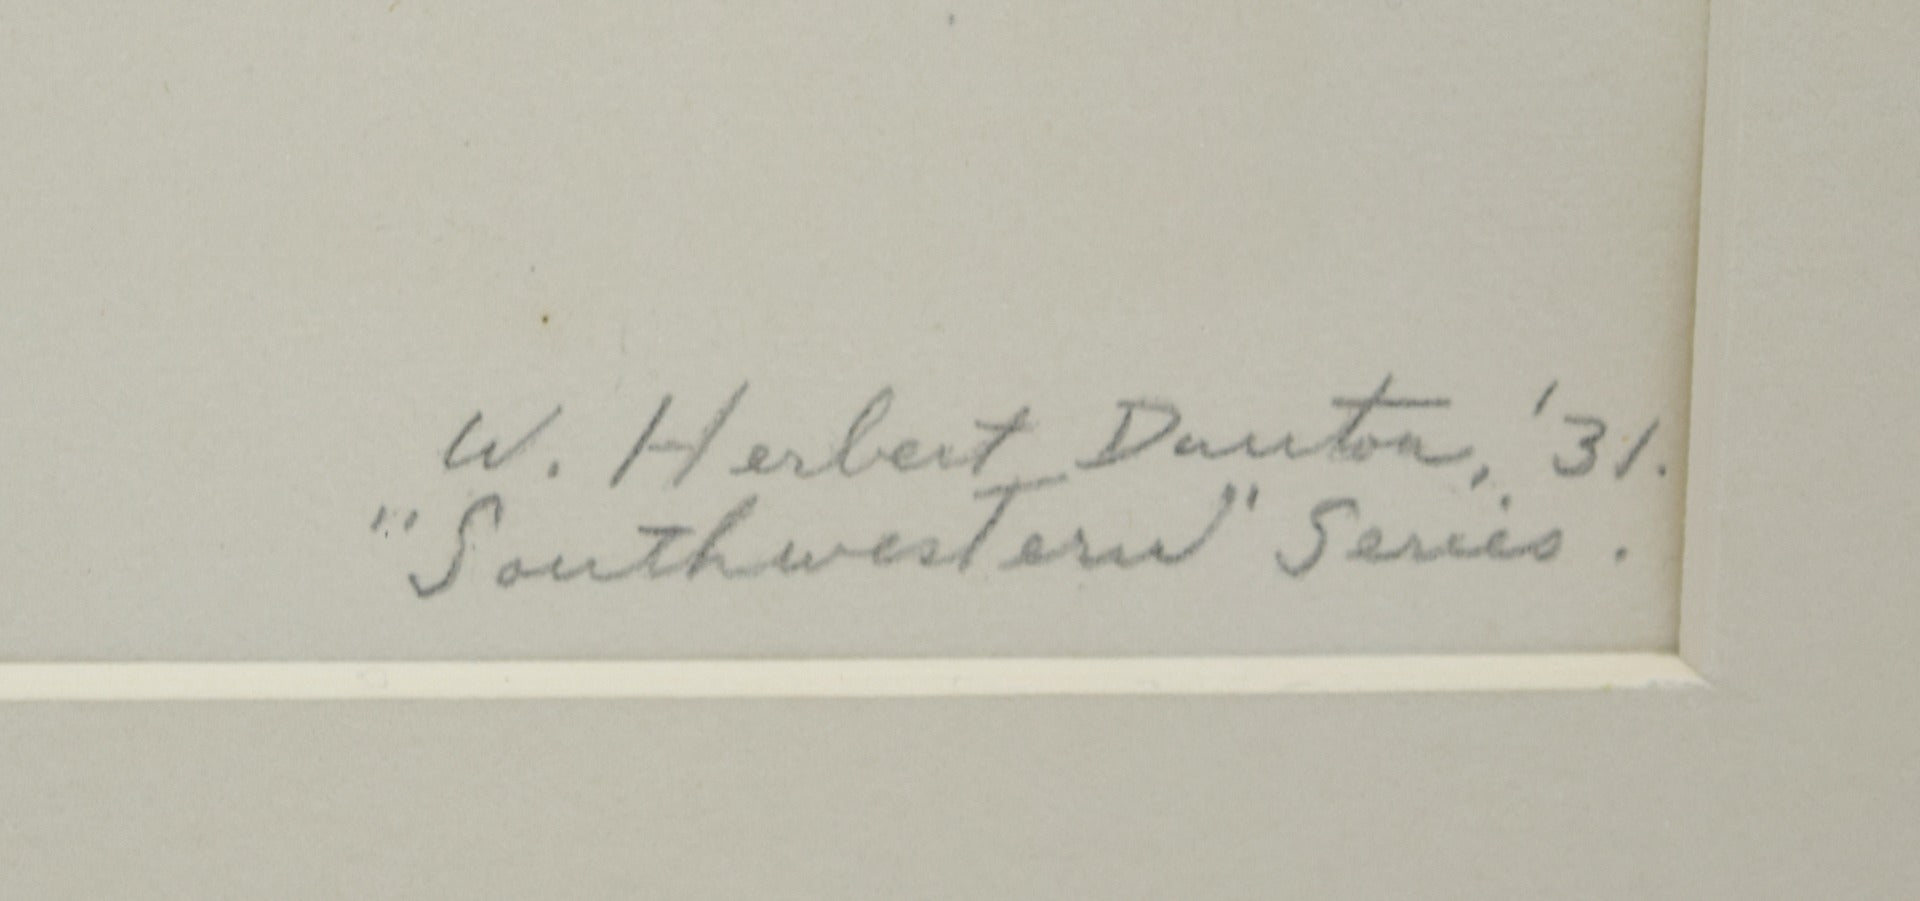 W. Herbert Dunton, '31.
"Southwestern" Series.